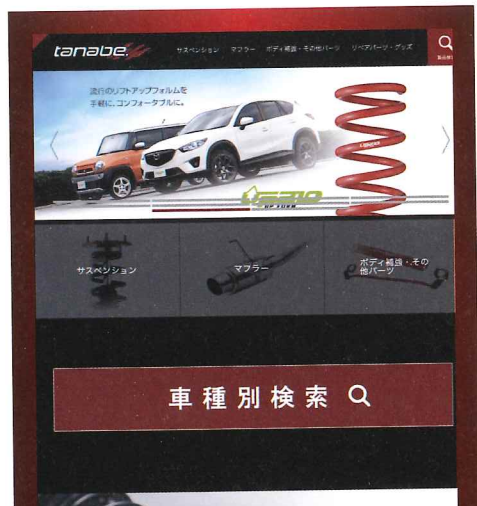 tanabe.
サスペンション マフラー ボディ補強・その他パーツ リペアパーツ・グッズ
流行のリフトアップフォルムを
手軽に、コンフォータブルに。
UP FORM
サスペンション
マフラー
ボディ補強・その
他パーツ
車種別検索